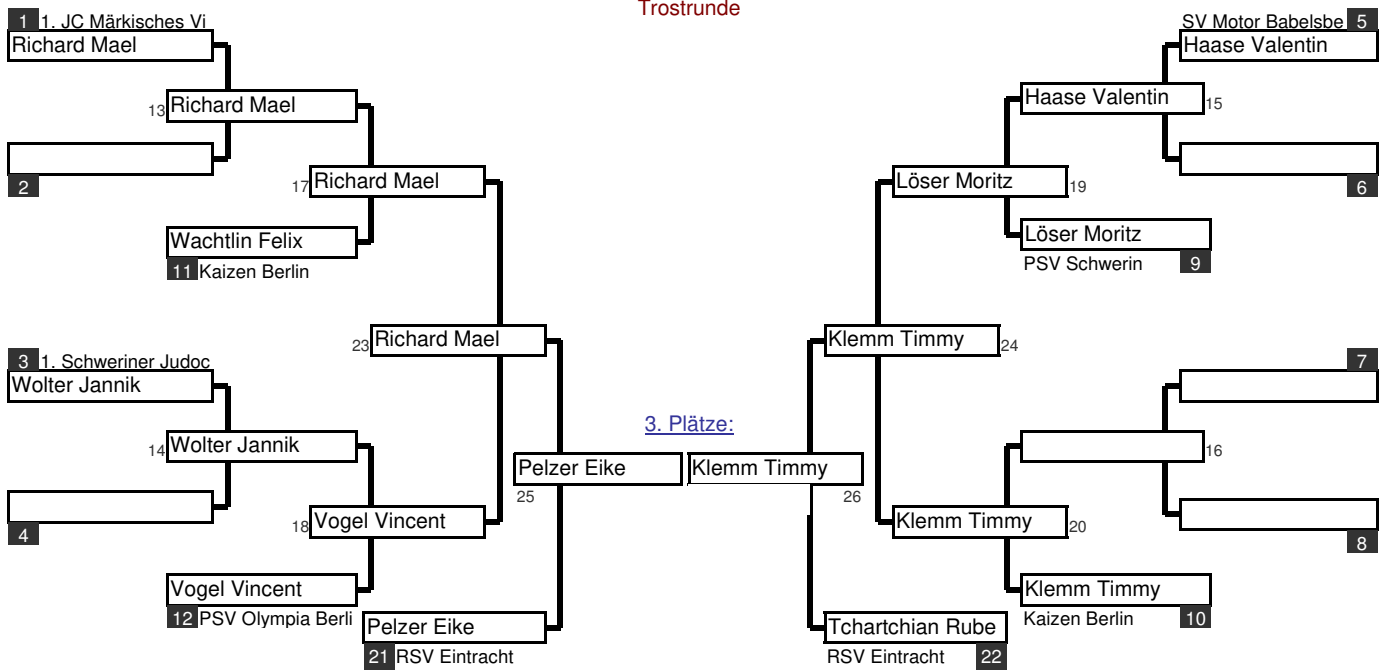 Trostrunde
1 1. JC Märkisches Vi
Richard Mael
SV Motor Babelsbe 5
Haase Valentin
13 Richard Mael
Haase Valentin 15
2
6
17 Richard Mael
Löser Moritz 19
Wachtlin Felix
11 Kaizen Berlin
Löser Moritz
PSV Schwerin 9
23 Richard Mael
Klemm Timmy 24
3 1. Schweriner Judoc
Wolter Jannik
7
3. Plätze:
14 Wolter Jannik
16
Pelzer Eike
25
Klemm Timmy
26
4
18 Vogel Vincent
Klemm Timmy 20
8
Vogel Vincent
12 PSV Olympia Berli
Klemm Timmy
Kaizen Berlin 10
Pelzer Eike
21 RSV Eintracht
Tchartchian Rube
RSV Eintracht 22